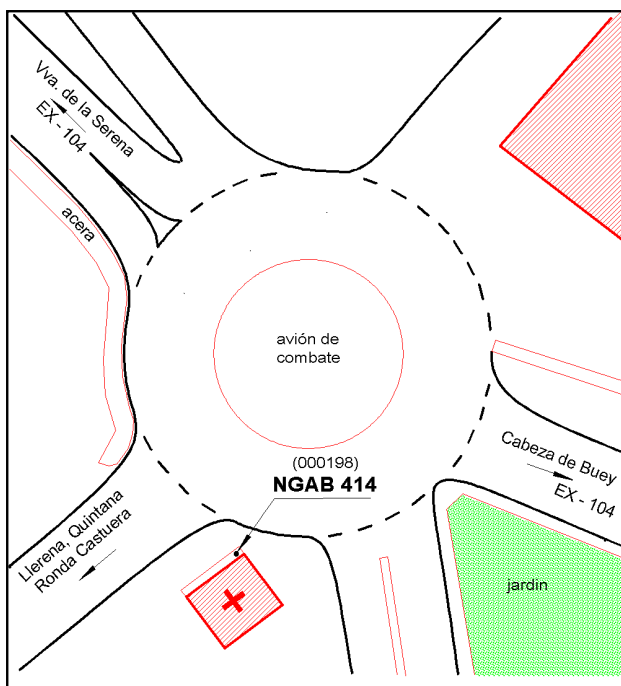 Vva. de la Serena
EX - 104
acera
avión de
combate
(000198)
NGAB 414
Cabeza de Buey
EX - 104
Llerena, Quintana
Ronda Castuera
jardin